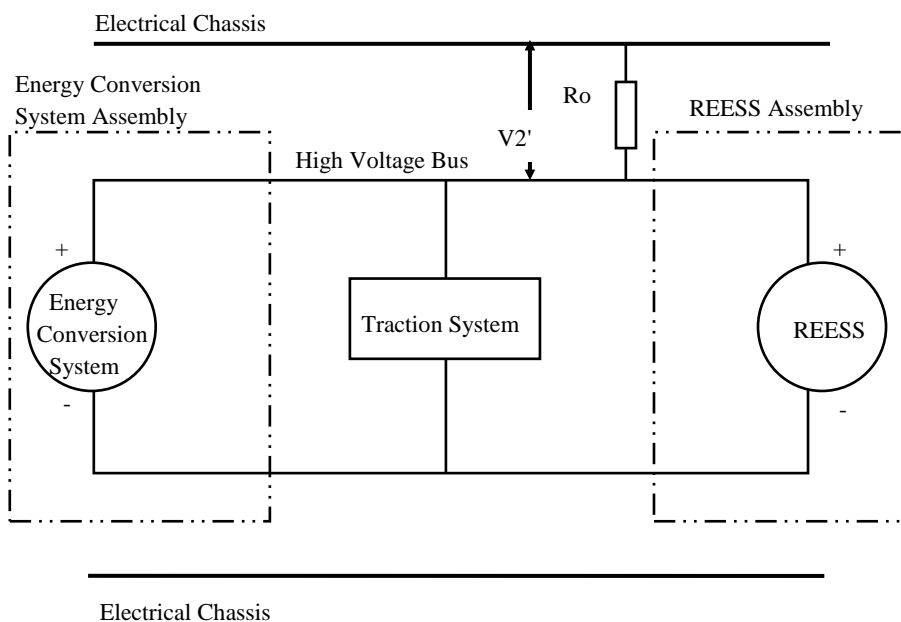 Electrical Chassis
Energy Conversion
System Assembly
Ro
REESS Assembly
V2'
High Voltage Bus
+
+
Energy
Conversion
System
Traction System
REESS
-
-
Electrical Chassis